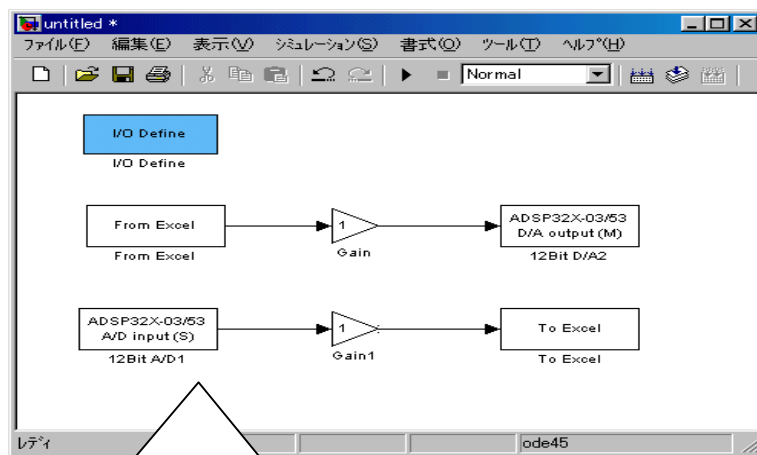 untitled *
ファイル(F) 編集(E) 表示(V) シミュレーション(S) 書式(O) ツール(T) ヘルプ(H)
Normal
I/O Define
I/O Define
From Excel
From Excel
1
Gain
ADSP32X-03/53
D/A output (M)
12Bit D/A2
ADSP32X-03/53
A/D input (S)
12Bit A/D1
1
Gain1
To Excel
To Excel
レディ
ode45